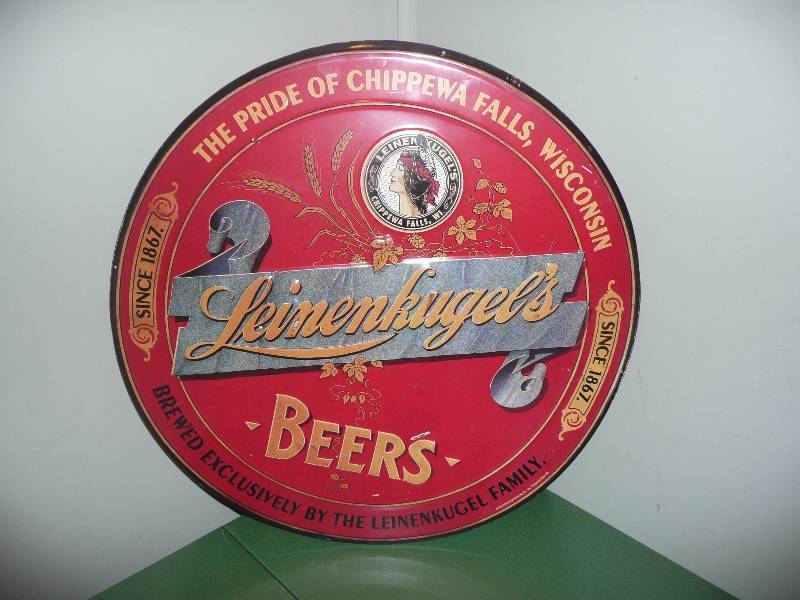 THE PRIDE OF CHIPPEWA FALLS, WISCONSIN
LEINENKUGEL'S
CHIPPEWA FALLS, WI.
SINCE 1867.
Leinenkugel's
SINCE 1867.
BEERS
BREWED EXCLUSIVELY BY THE LEINENKUGEL FAMILY.